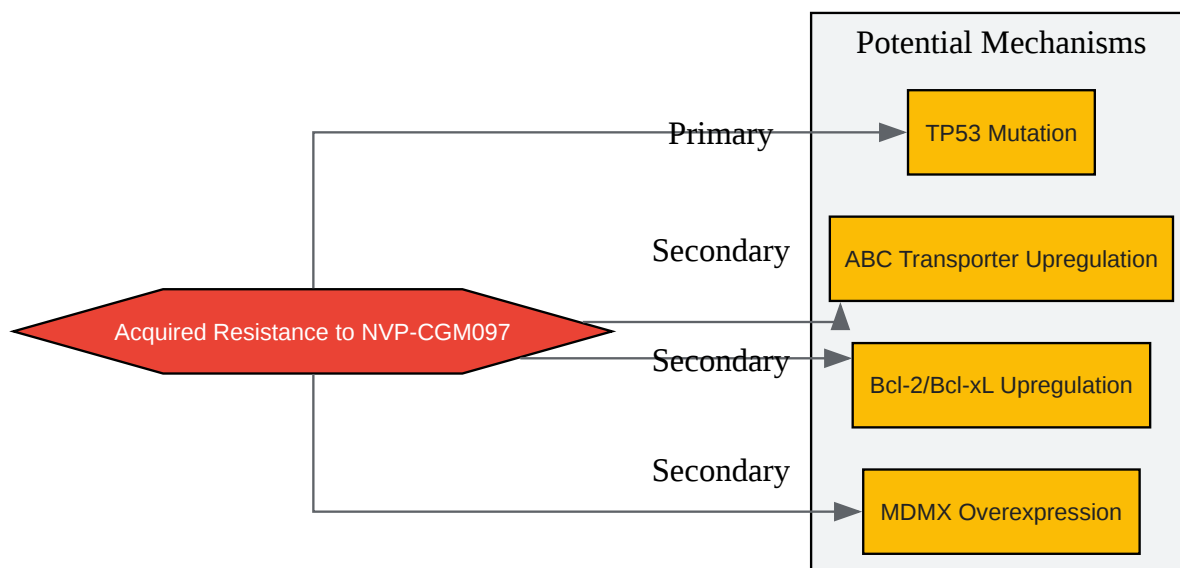 Potential Mechanisms
Primary
TP53 Mutation
Secondary
ABC Transporter Upregulation
Acquired Resistance to NVP-CGM097
Secondary
Bcl-2/Bcl-xL Upregulation
Secondary
MDMX Overexpression